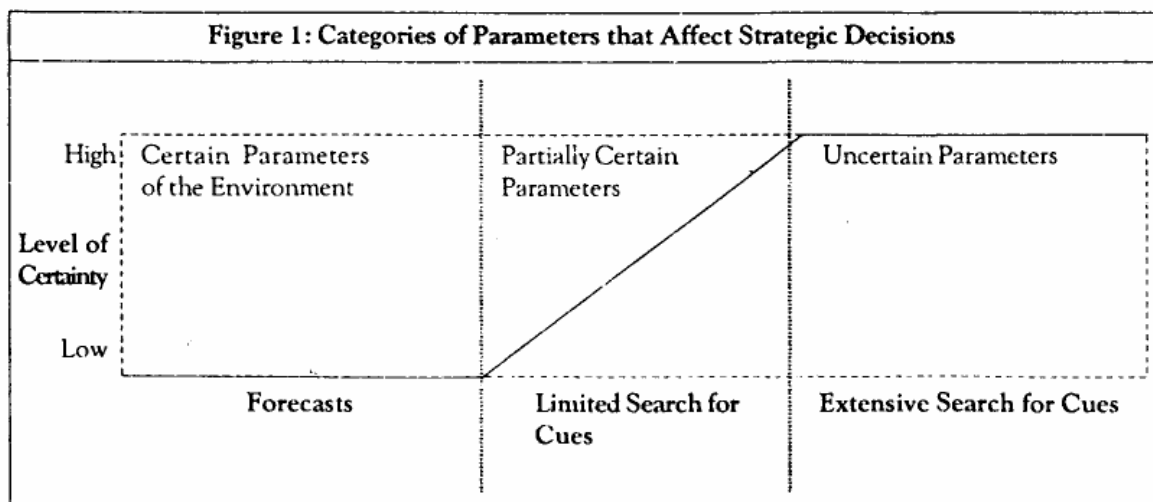 Figure 1: Categories of Parameters that Affect Strategic Decisions
High
Certain Parameters
of the Environment
Partially Certain
Parameters
Uncertain Parameters
Level of
Certainty
Low
Forecasts
Limited Search for
Cues
Extensive Search for Cues